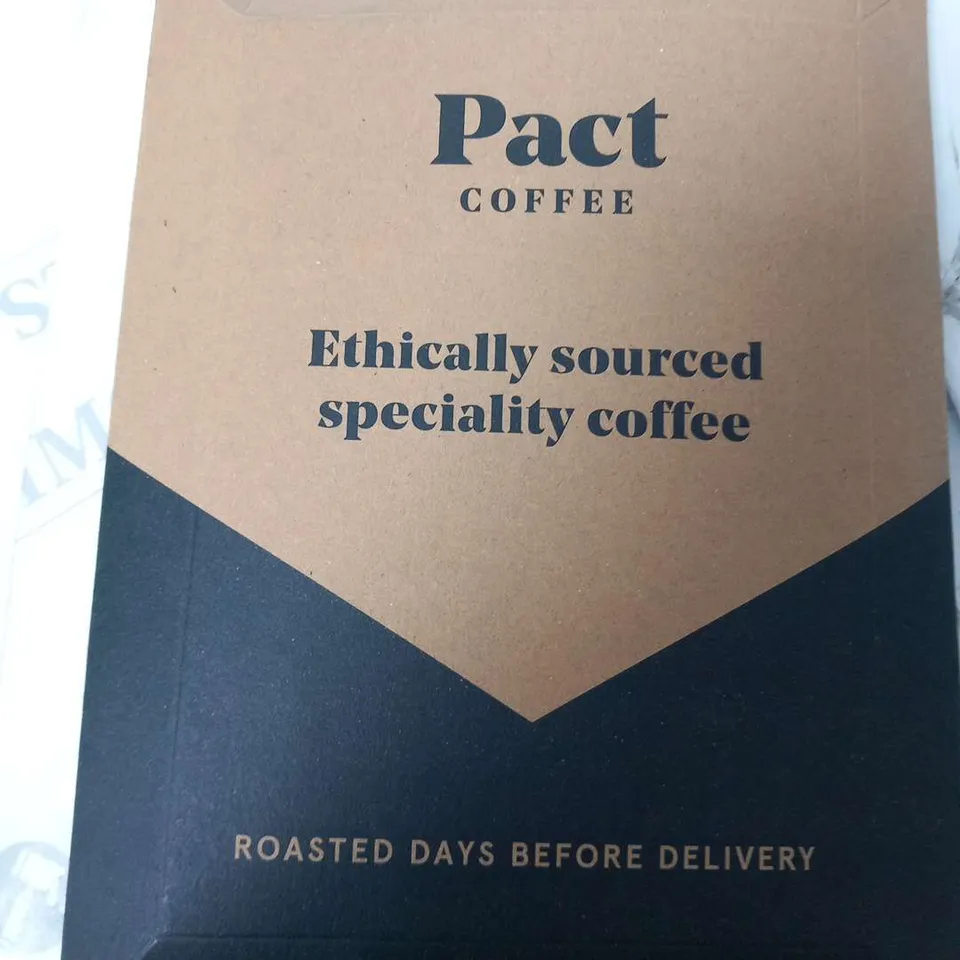 Pact
COFFEE
Ethically sourced
speciality coffee
ROASTED DAYS BEFORE DELIVERY